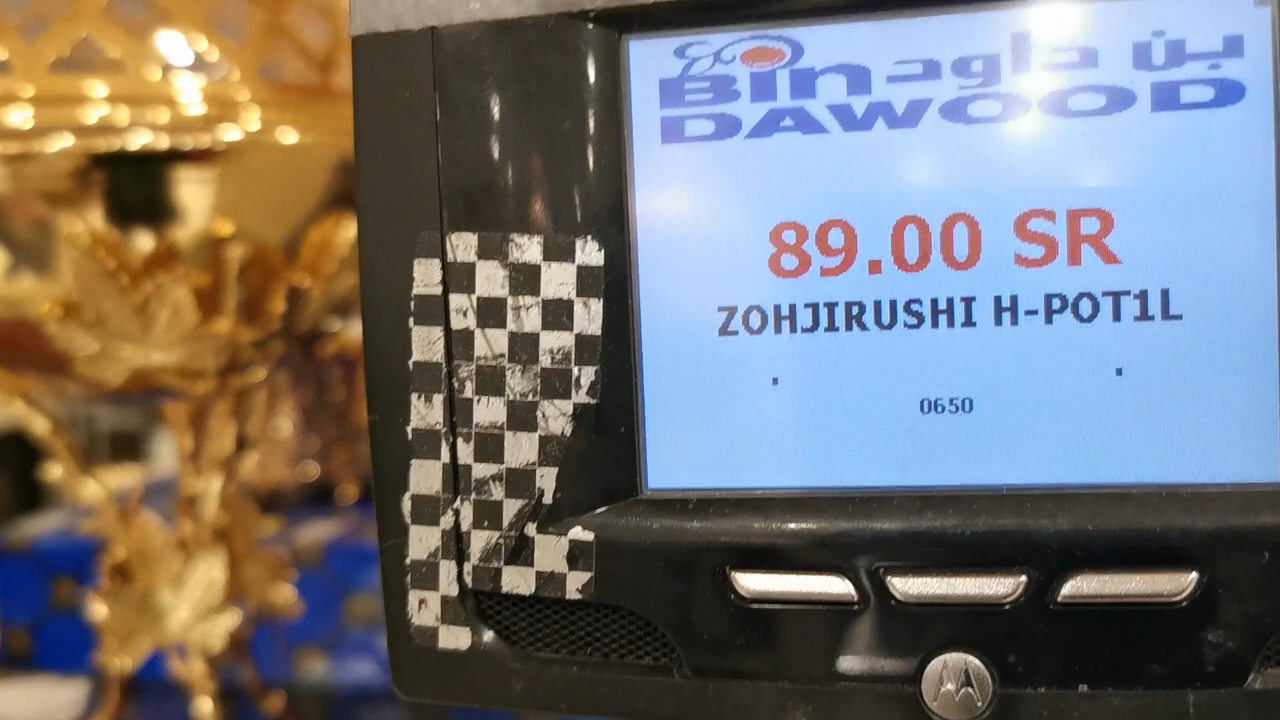 Bin بن داود
DAWOOD
89.00 SR
ZOHJIRUSHI H-POT1L
0650